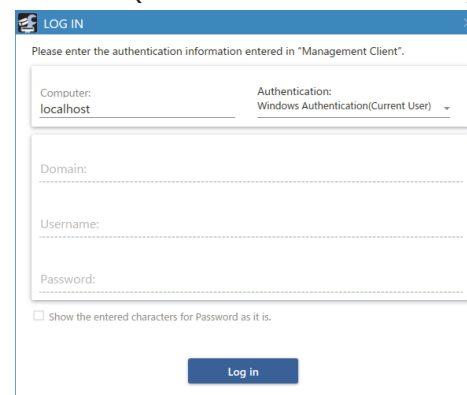 LOG IN
Please enter the authentication information entered in "Management Client".
Computer:
localhost
Authentication:
Windows Authentication(Current User)
Domain:
Username:
Password:
Show the entered characters for Password as it is.
Log in